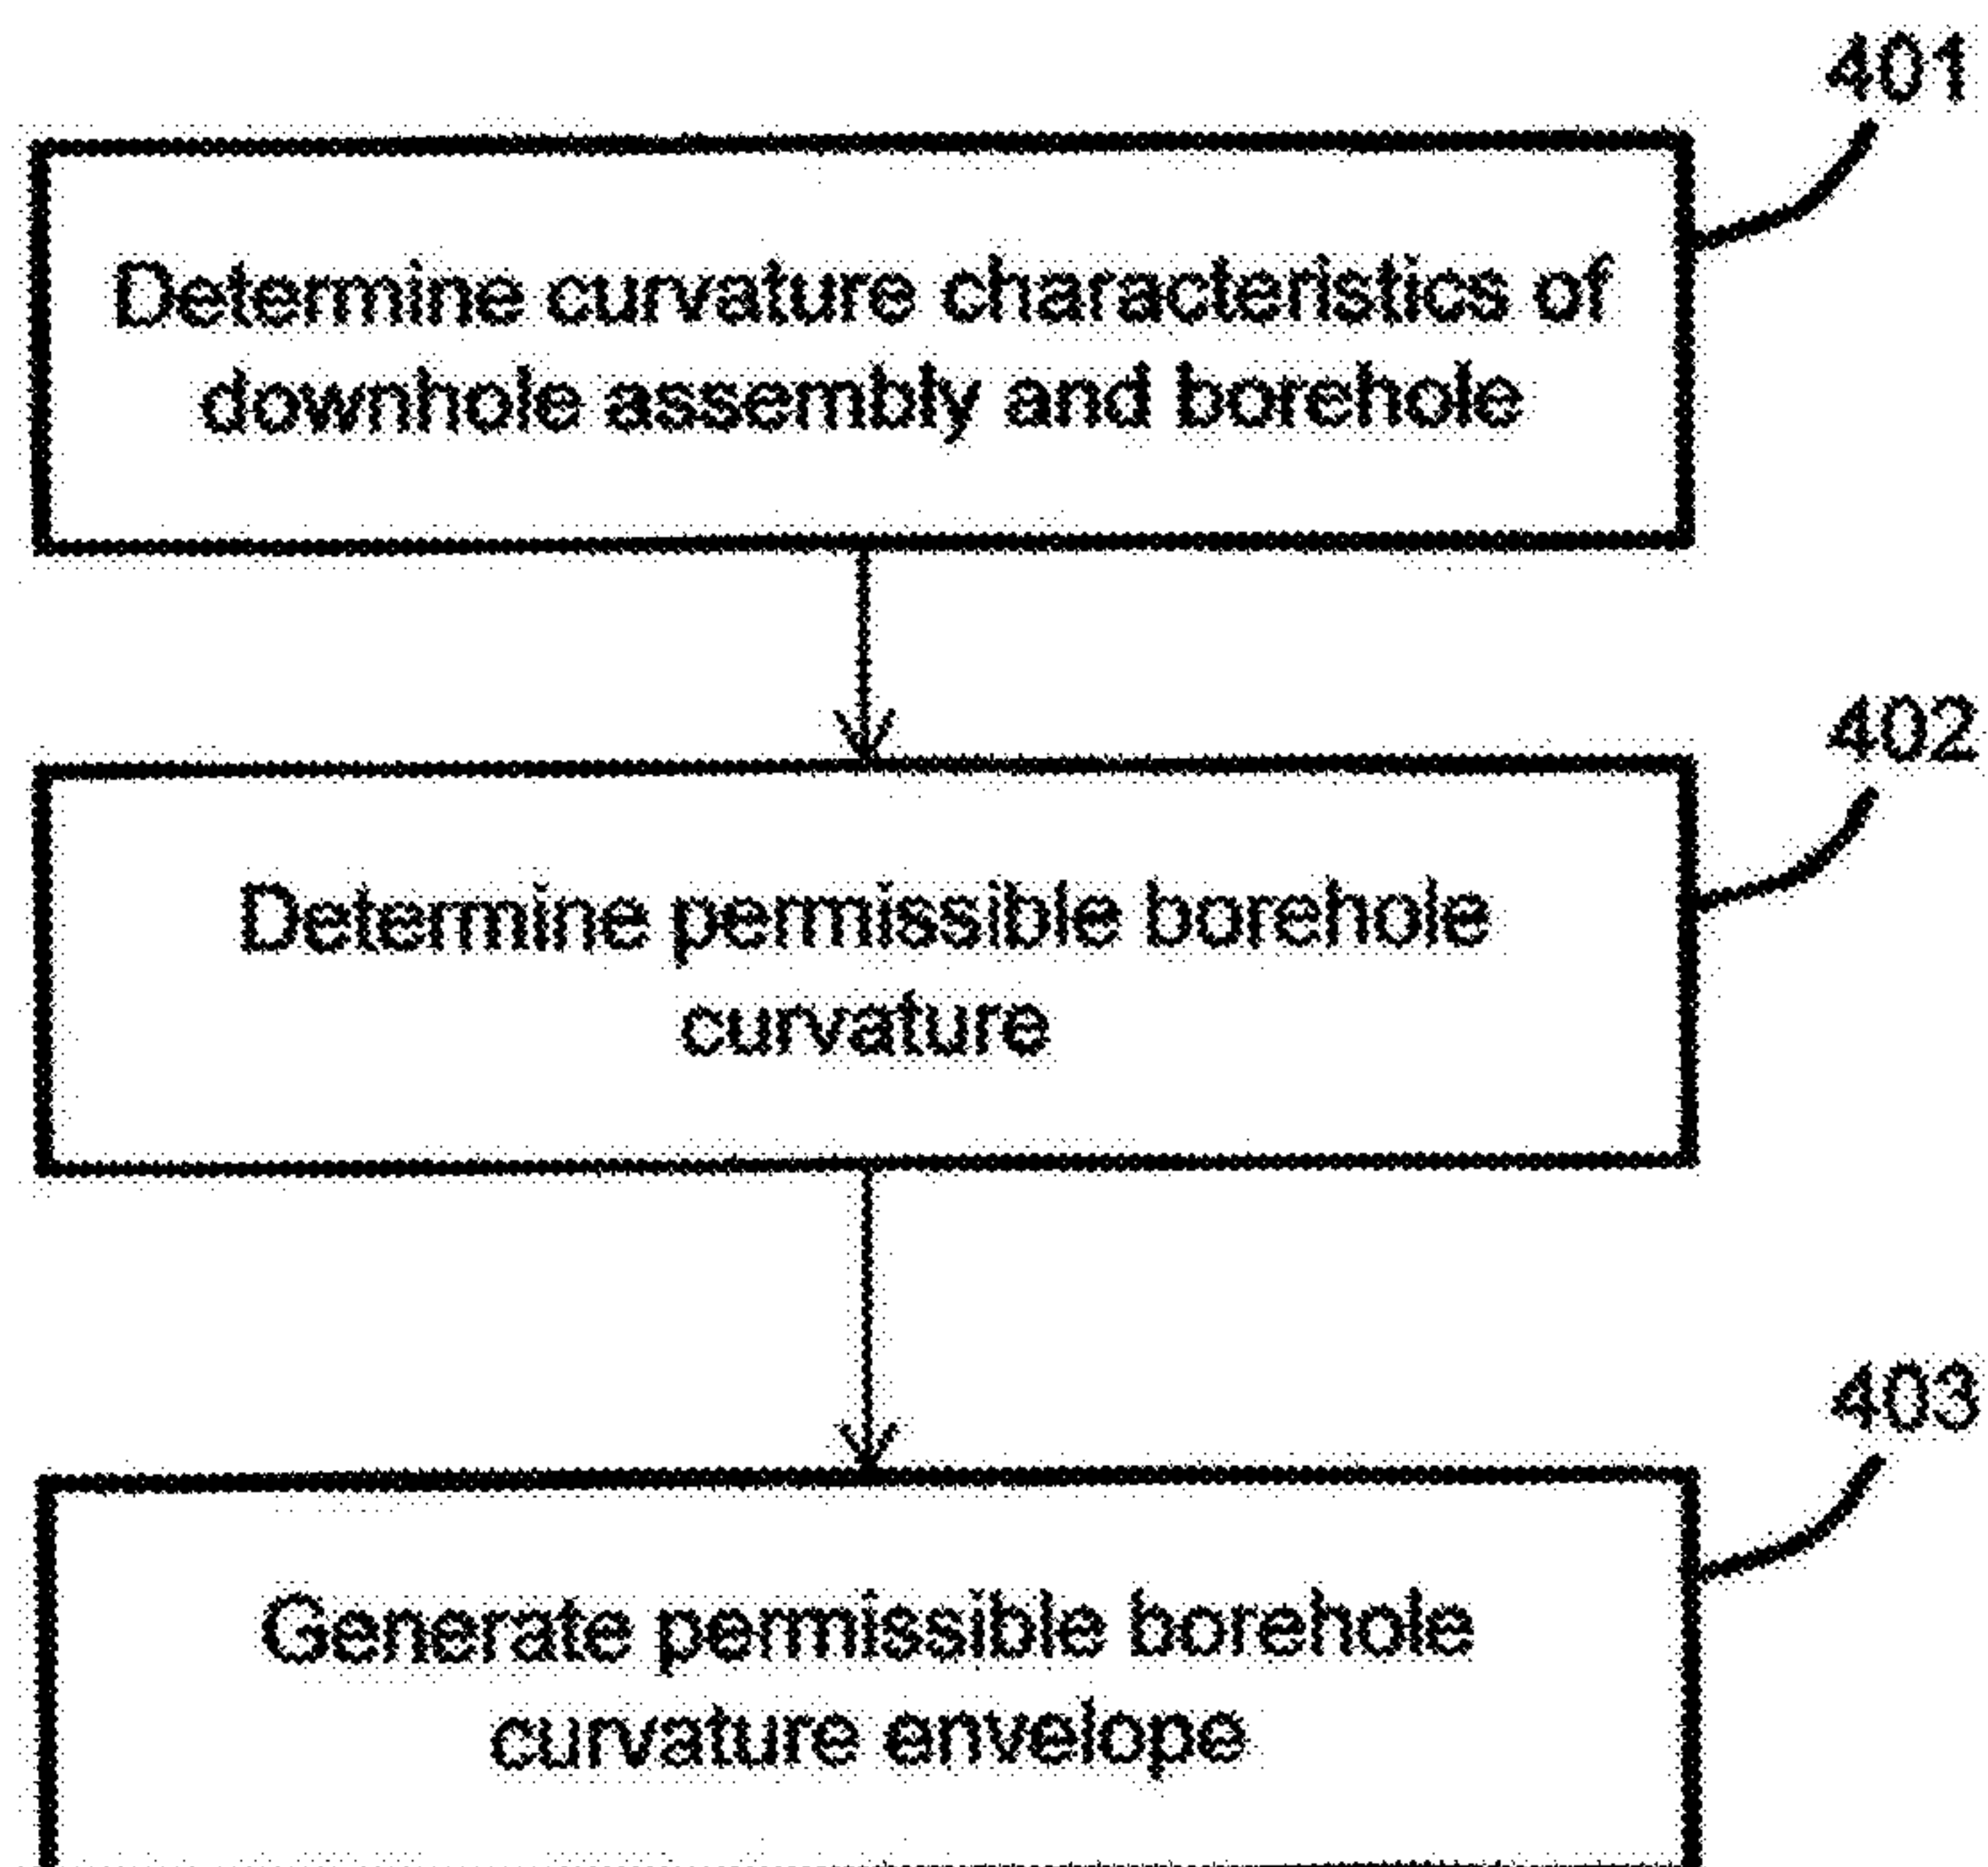 401
Determine curvature characteristics of
downhole assembly and borehole
402
Determine permissible borehole
curvature
403
Generate permissible borehole
curvature envelope